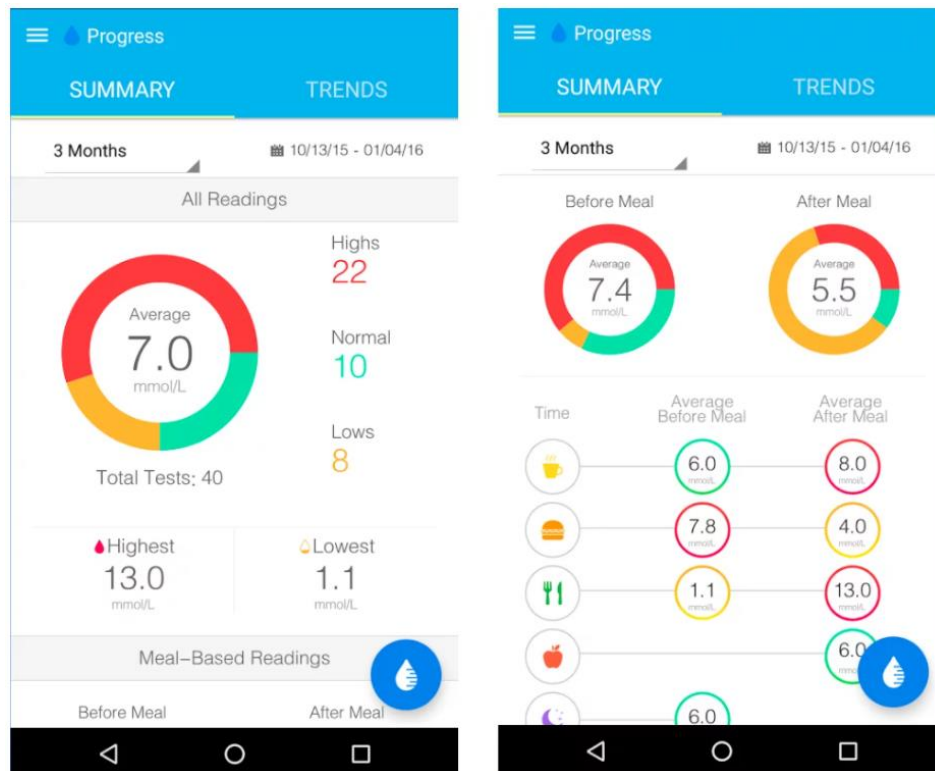 Progress
SUMMARY TRENDS
3 Months 10/13/15 - 01/04/16
All Readings
Average
7.0
mmol/L
Total Tests: 40
Highs
22
Normal
10
Lows
8
Highest
13.0
mmol/L
Lowest
1.1
mmol/L
Meal-Based Readings
Before Meal After Meal
Progress
SUMMARY TRENDS
3 Months 10/13/15 - 01/04/16
Before Meal After Meal
Average
7.4
mmol/L
Average
5.5
mmol/L
Time
Average
Before Meal
Average
After Meal
6.0
mmol/L
8.0
mmol/L
7.8
mmol/L
4.0
mmol/L
1.1
mmol/L
13.0
mmol/L
6.0
6.0